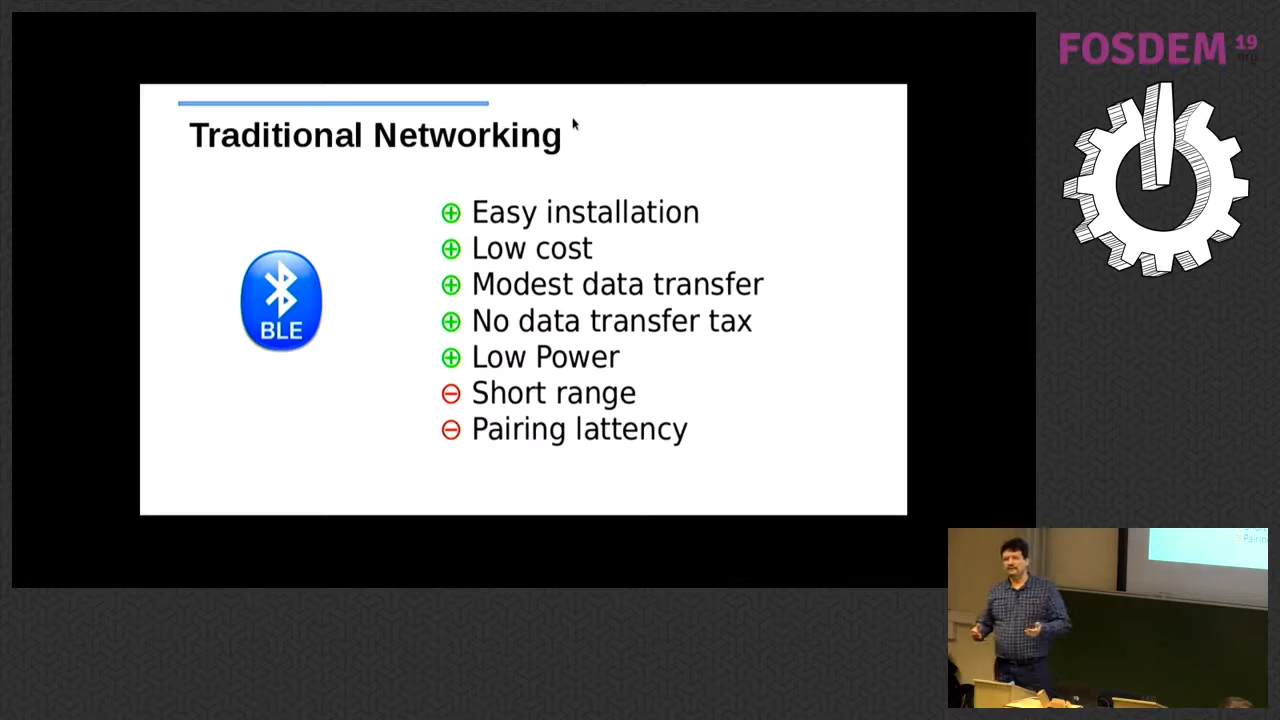 FOSDEM 19
.org
Traditional Networking
⊕ Easy installation
⊕ Low cost
⊕ Modest data transfer
⊕ No data transfer tax
⊕ Low Power
⊖ Short range
⊖ Pairing lattency
BLE